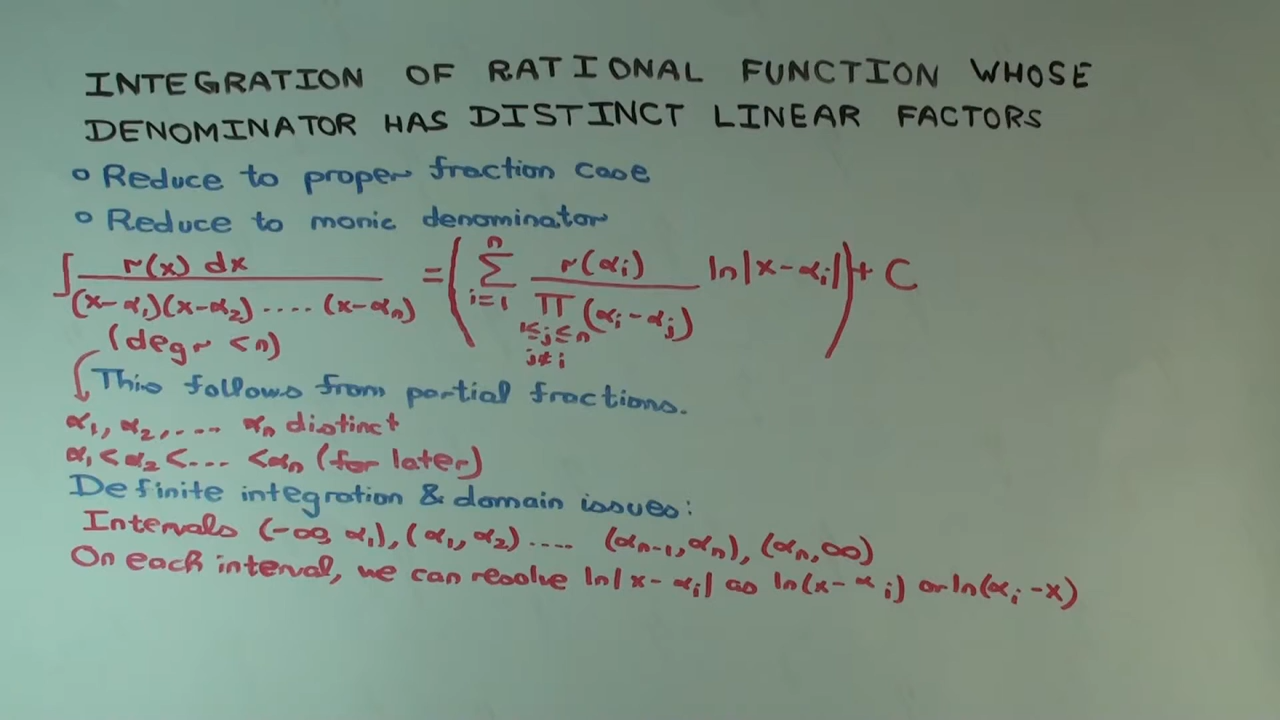 INTEGRATION OF RATIONAL FUNCTION WHOSE
DENOMINATOR HAS DISTINCT LINEAR FACTORS
o Reduce to proper fraction case
o Reduce to monic denominator
∫ r(x) dx / (x-α₁)(x-α₂).....(x-αₙ) = ( Σ_{i=1}^{n} r(αᵢ) / Π_{1≤j≤n, j≠i} (αᵢ-αⱼ) ln|x-αᵢ| ) + C
(deg r < n)
This follows from partial fractions.
α₁, α₂, .... αₙ distinct
α₁ < α₂ < ... < αₙ (for later)
Definite integration & domain issues:
Intervals (-∞, α₁), (α₁, α₂) .... (αₙ₋₁, αₙ), (αₙ, ∞)
On each interval, we can resolve ln|x-αᵢ| as ln(x-αᵢ) or ln(αᵢ-x)